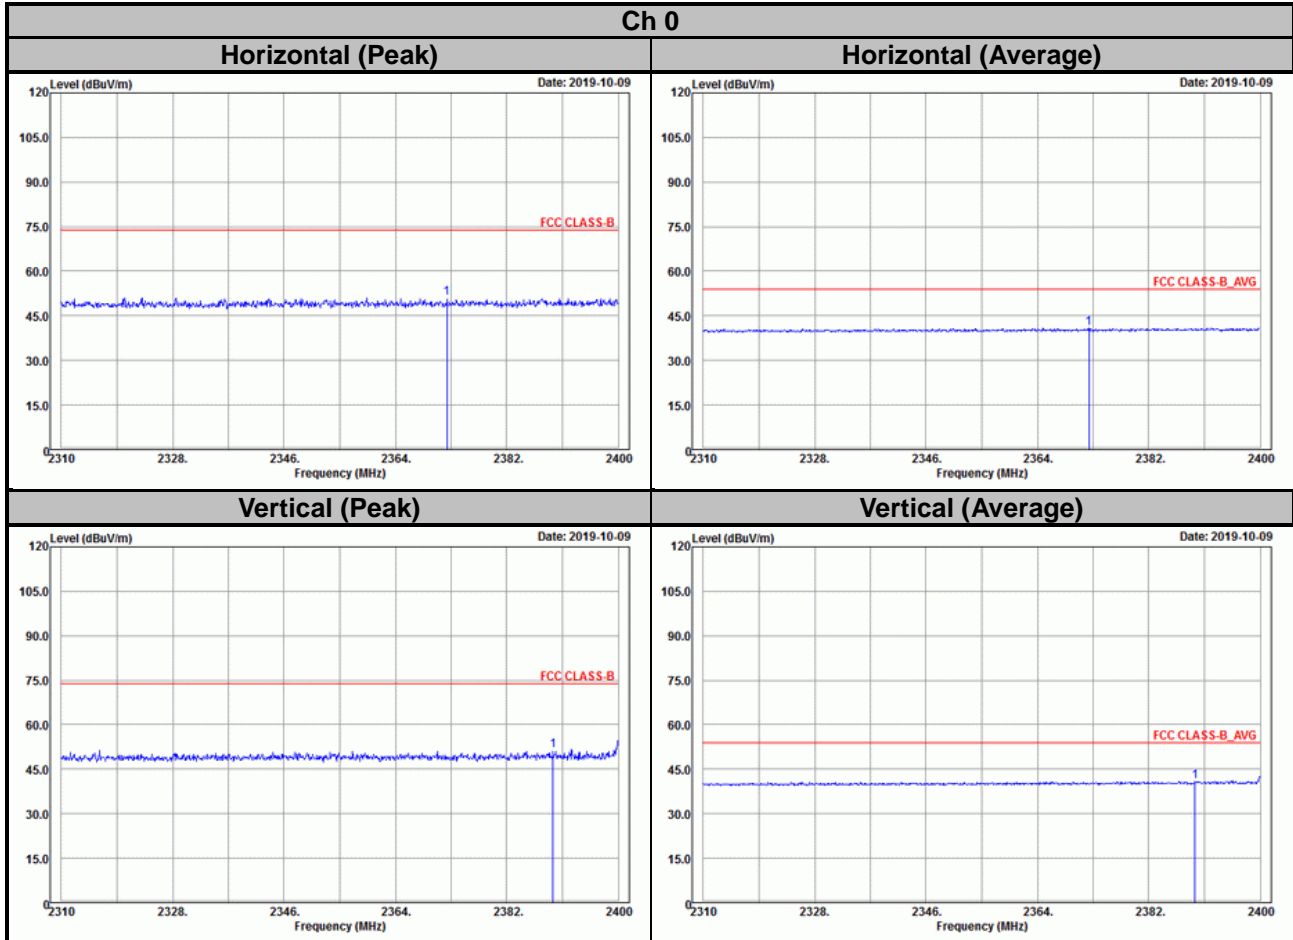 Ch 0
Horizontal (Peak)
Horizontal (Average)
Level (dBuV/m) Date: 2019-10-09
120
105.0
90.0
75.0
FCC CLASS-B
60.0
1
45.0
30.0
15.0
0
2310 2328. 2346. 2364. 2382. 2400
Frequency (MHz)
Level (dBuV/m) Date: 2019-10-09
120
105.0
90.0
75.0
60.0
FCC CLASS-B_AVG
45.0
1
30.0
15.0
0
2310 2328. 2346. 2364. 2382. 2400
Frequency (MHz)
Vertical (Peak)
Vertical (Average)
Level (dBuV/m) Date: 2019-10-09
120
105.0
90.0
75.0
FCC CLASS-B
60.0
1
45.0
30.0
15.0
0
2310 2328. 2346. 2364. 2382. 2400
Frequency (MHz)
Level (dBuV/m) Date: 2019-10-09
120
105.0
90.0
75.0
60.0
FCC CLASS-B_AVG
45.0
1
30.0
15.0
0
2310 2328. 2346. 2364. 2382. 2400
Frequency (MHz)